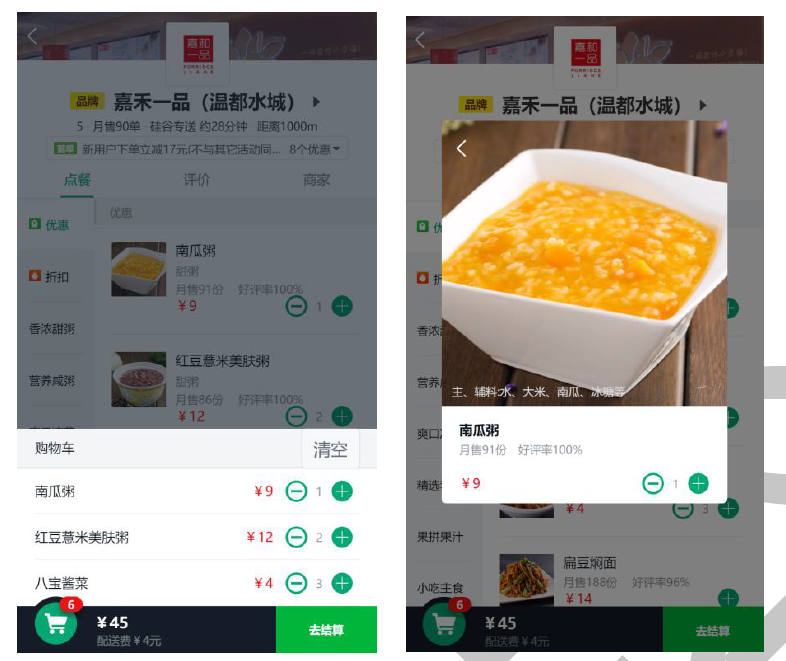 嘉和
一品
PORRIDGE
JIAHE
品牌 嘉禾一品（温都水城）
5 月售90单 硅谷专送 约28分钟 距离1000m
首单 新用户下单立减17元(不与其它活动同... 8个优惠
点餐 评价 商家
优惠
优惠
折扣
香浓甜粥
营养咸粥
南瓜粥
甜粥
月售91份 好评率100%
￥9 1
红豆薏米美肤粥
甜粥
月售86份 好评率100%
￥12 2
购物车 清空
南瓜粥 ￥9 1
红豆薏米美肤粥 ￥12 2
八宝酱菜 ￥4 3
6
￥45
配送费￥4元
去结算
嘉和
一品
PORRIDGE
JIAHE
品牌 嘉禾一品（温都水城）
主、辅料:水、大米、南瓜、冰糖等
南瓜粥
月售91份 好评率100%
￥9 1
优
折
香浓
营养
爽口
精选
果拼果汁
小吃主食
￥4 3
扁豆焖面
月售188份 好评率96%
￥14
6
￥45
配送费￥4元
去结算